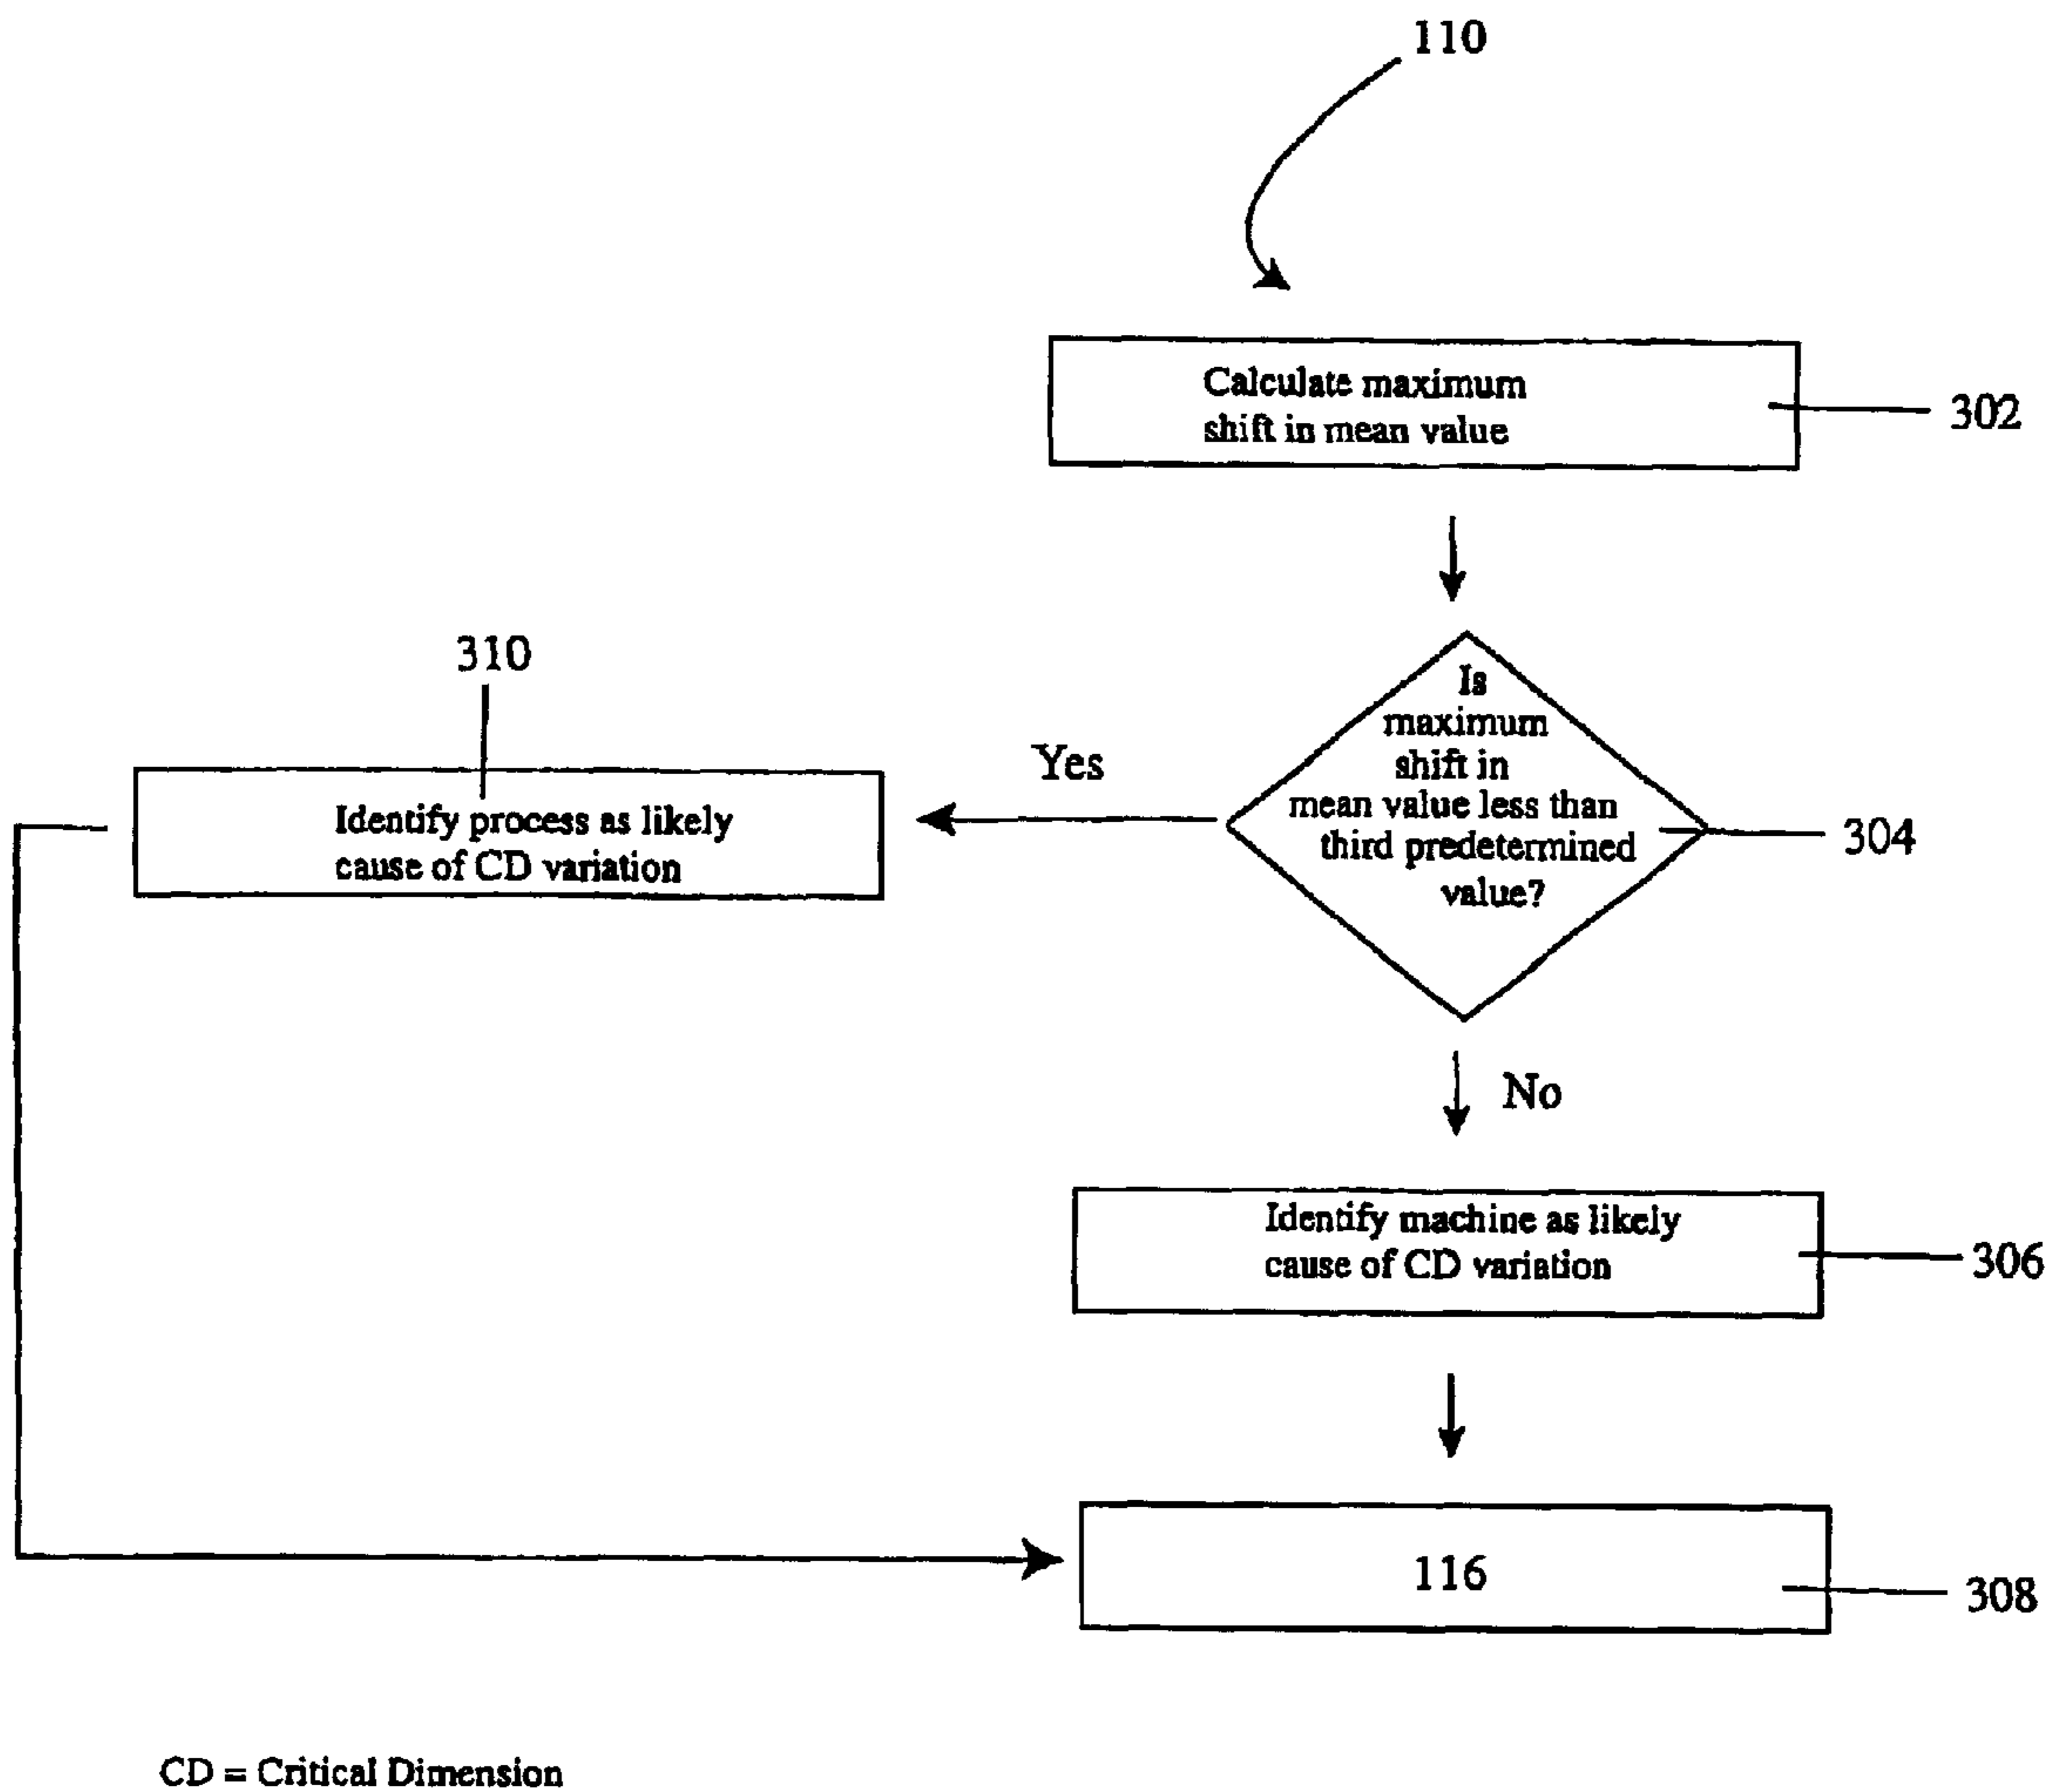 110
Calculate maximum
shift in mean value
302
Is
maximum
shift in
mean value less than
third predetermined
value?
304
Yes
310
Identify process as likely
cause of CD variation
No
Identify machine as likely
cause of CD variation
306
116
308
CD = Critical Dimension